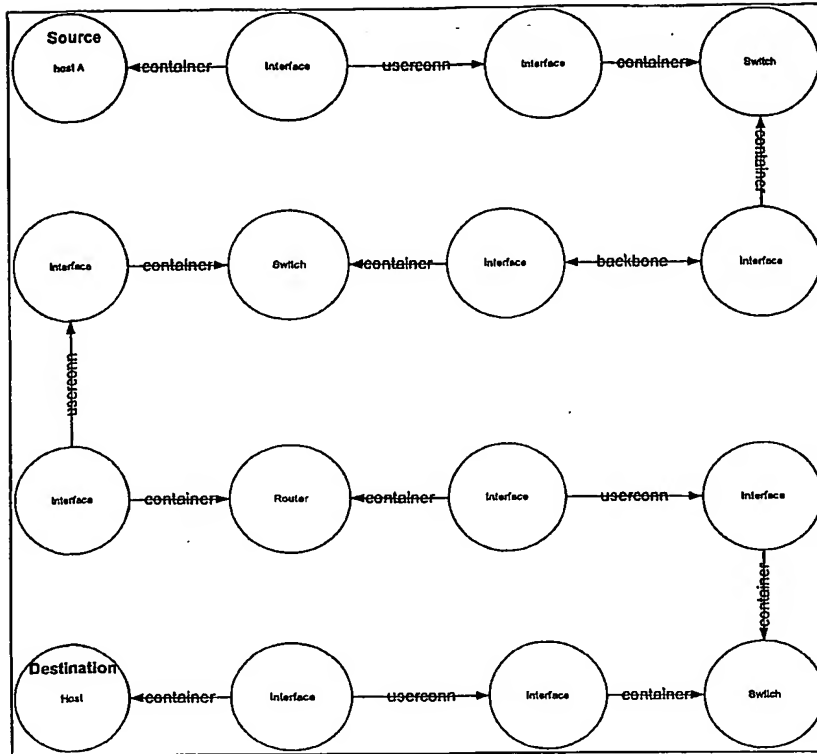 Source
host A
container
Interface
userconn
Interface
container
Switch
container
Interface
container
Switch
container
Interface
backbone
Interface
userconn
Interface
container
Router
container
Interface
userconn
Interface
container
Destination
Host
container
Interface
userconn
Interface
container
Switch